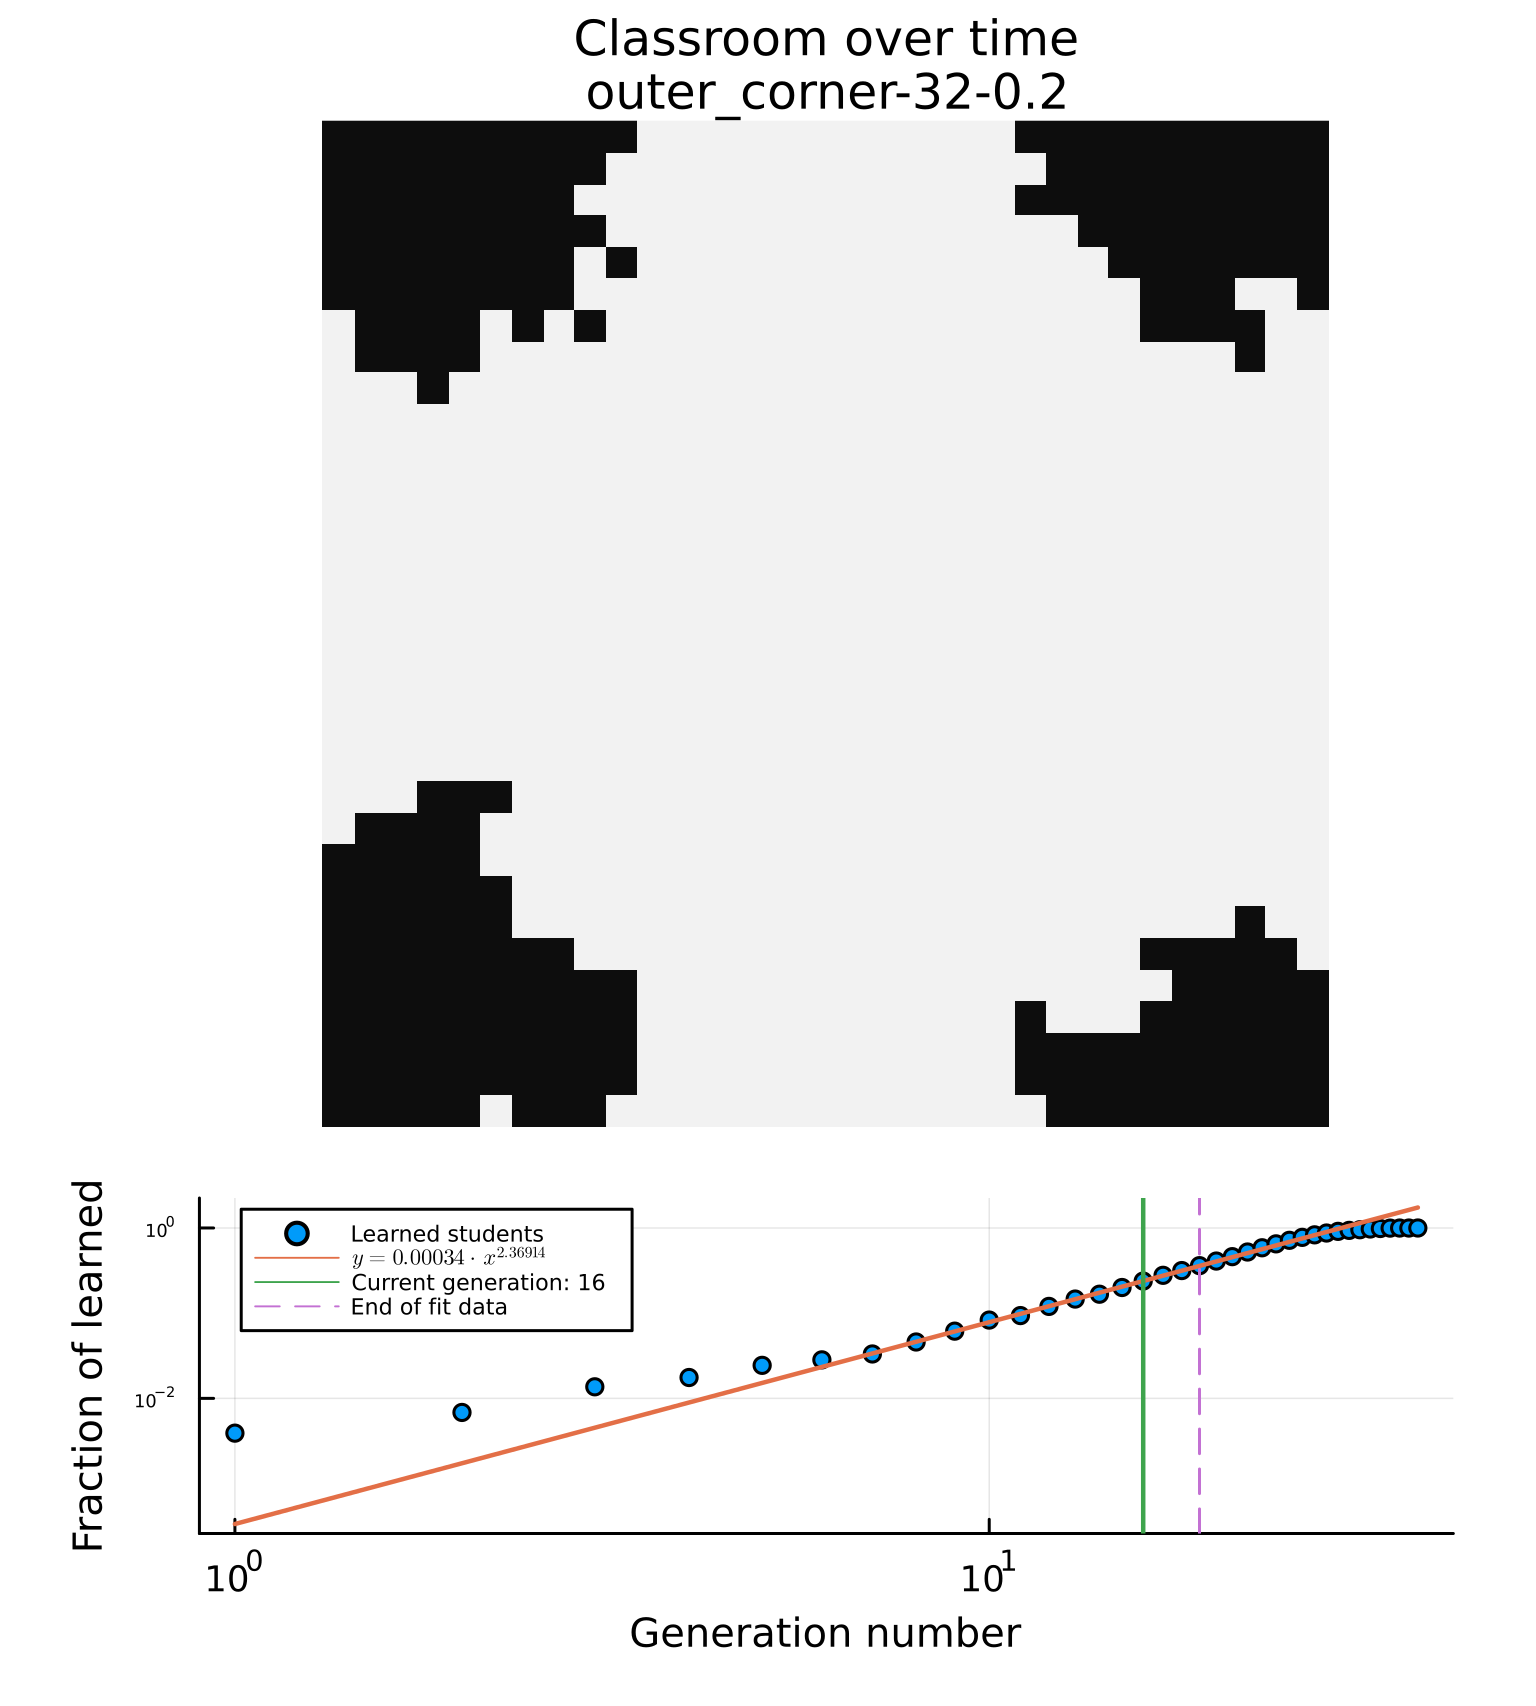 Classroom over time
outer_corner-32-0.2
Fraction of learned
10^0
10^−2
Learned students
y = 0.00034 · x^2.36914
Current generation: 16
End of fit data
10^0
10^1
Generation number